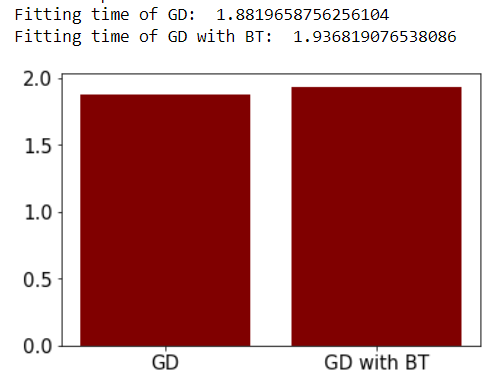 Fitting time of GD:  1.8819658756256104
Fitting time of GD with BT:  1.936819076538086
2.0
1.5
1.0
0.5
0.0
GD
GD with BT